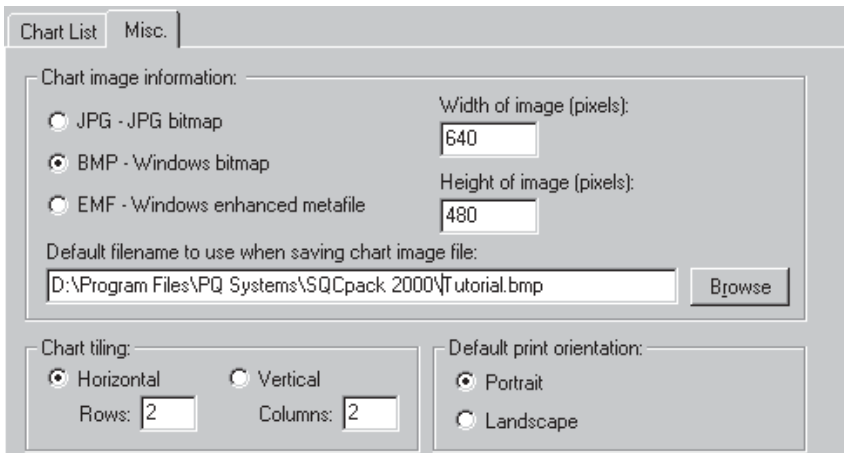 Chart List Misc.
Chart image information:
JPG - JPG bitmap
BMP - Windows bitmap
EMF - Windows enhanced metafile
Width of image (pixels):
640
Height of image (pixels):
480
Default filename to use when saving chart image file:
D:\Program Files\PQ Systems\SQCpack 2000\Tutorial.bmp Browse
Chart tiling:
Horizontal Vertical
Rows: 2 Columns: 2
Default print orientation:
Portrait
Landscape